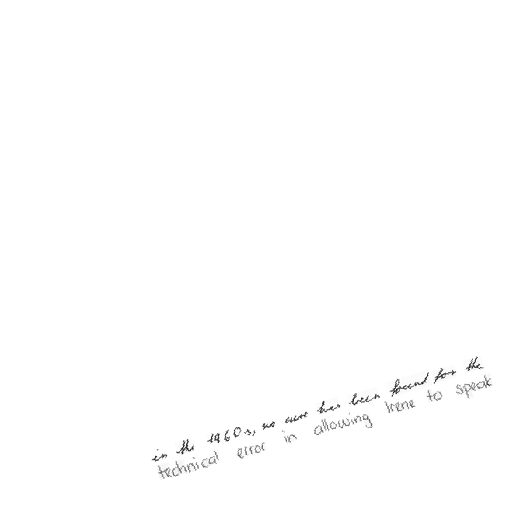 in the 1960s, no cure has been found for the
technical error in allowing Irene to speak